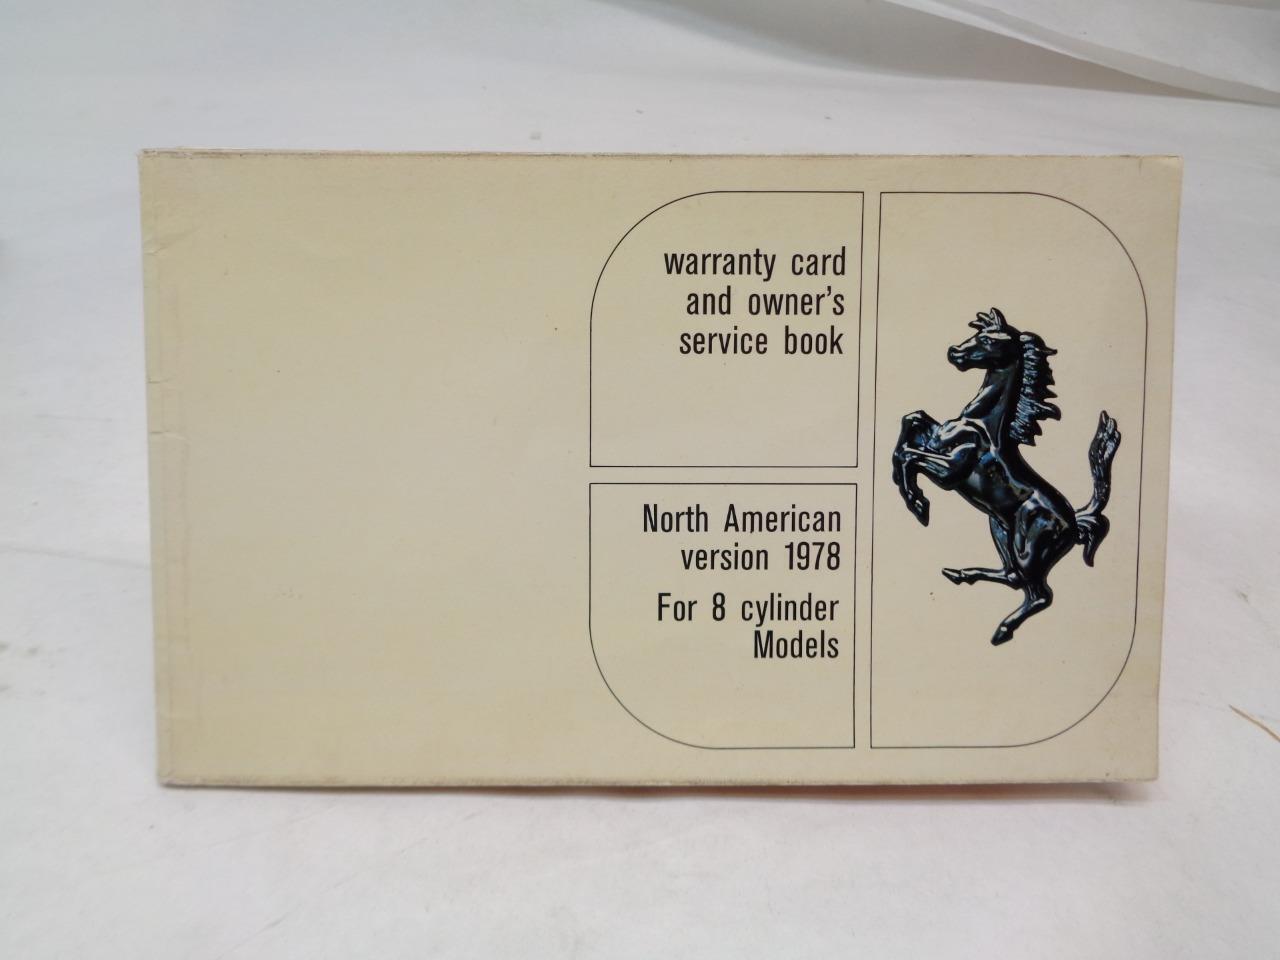 warranty card
and owner's
service book
North American
version 1978
For 8 cylinder
Models